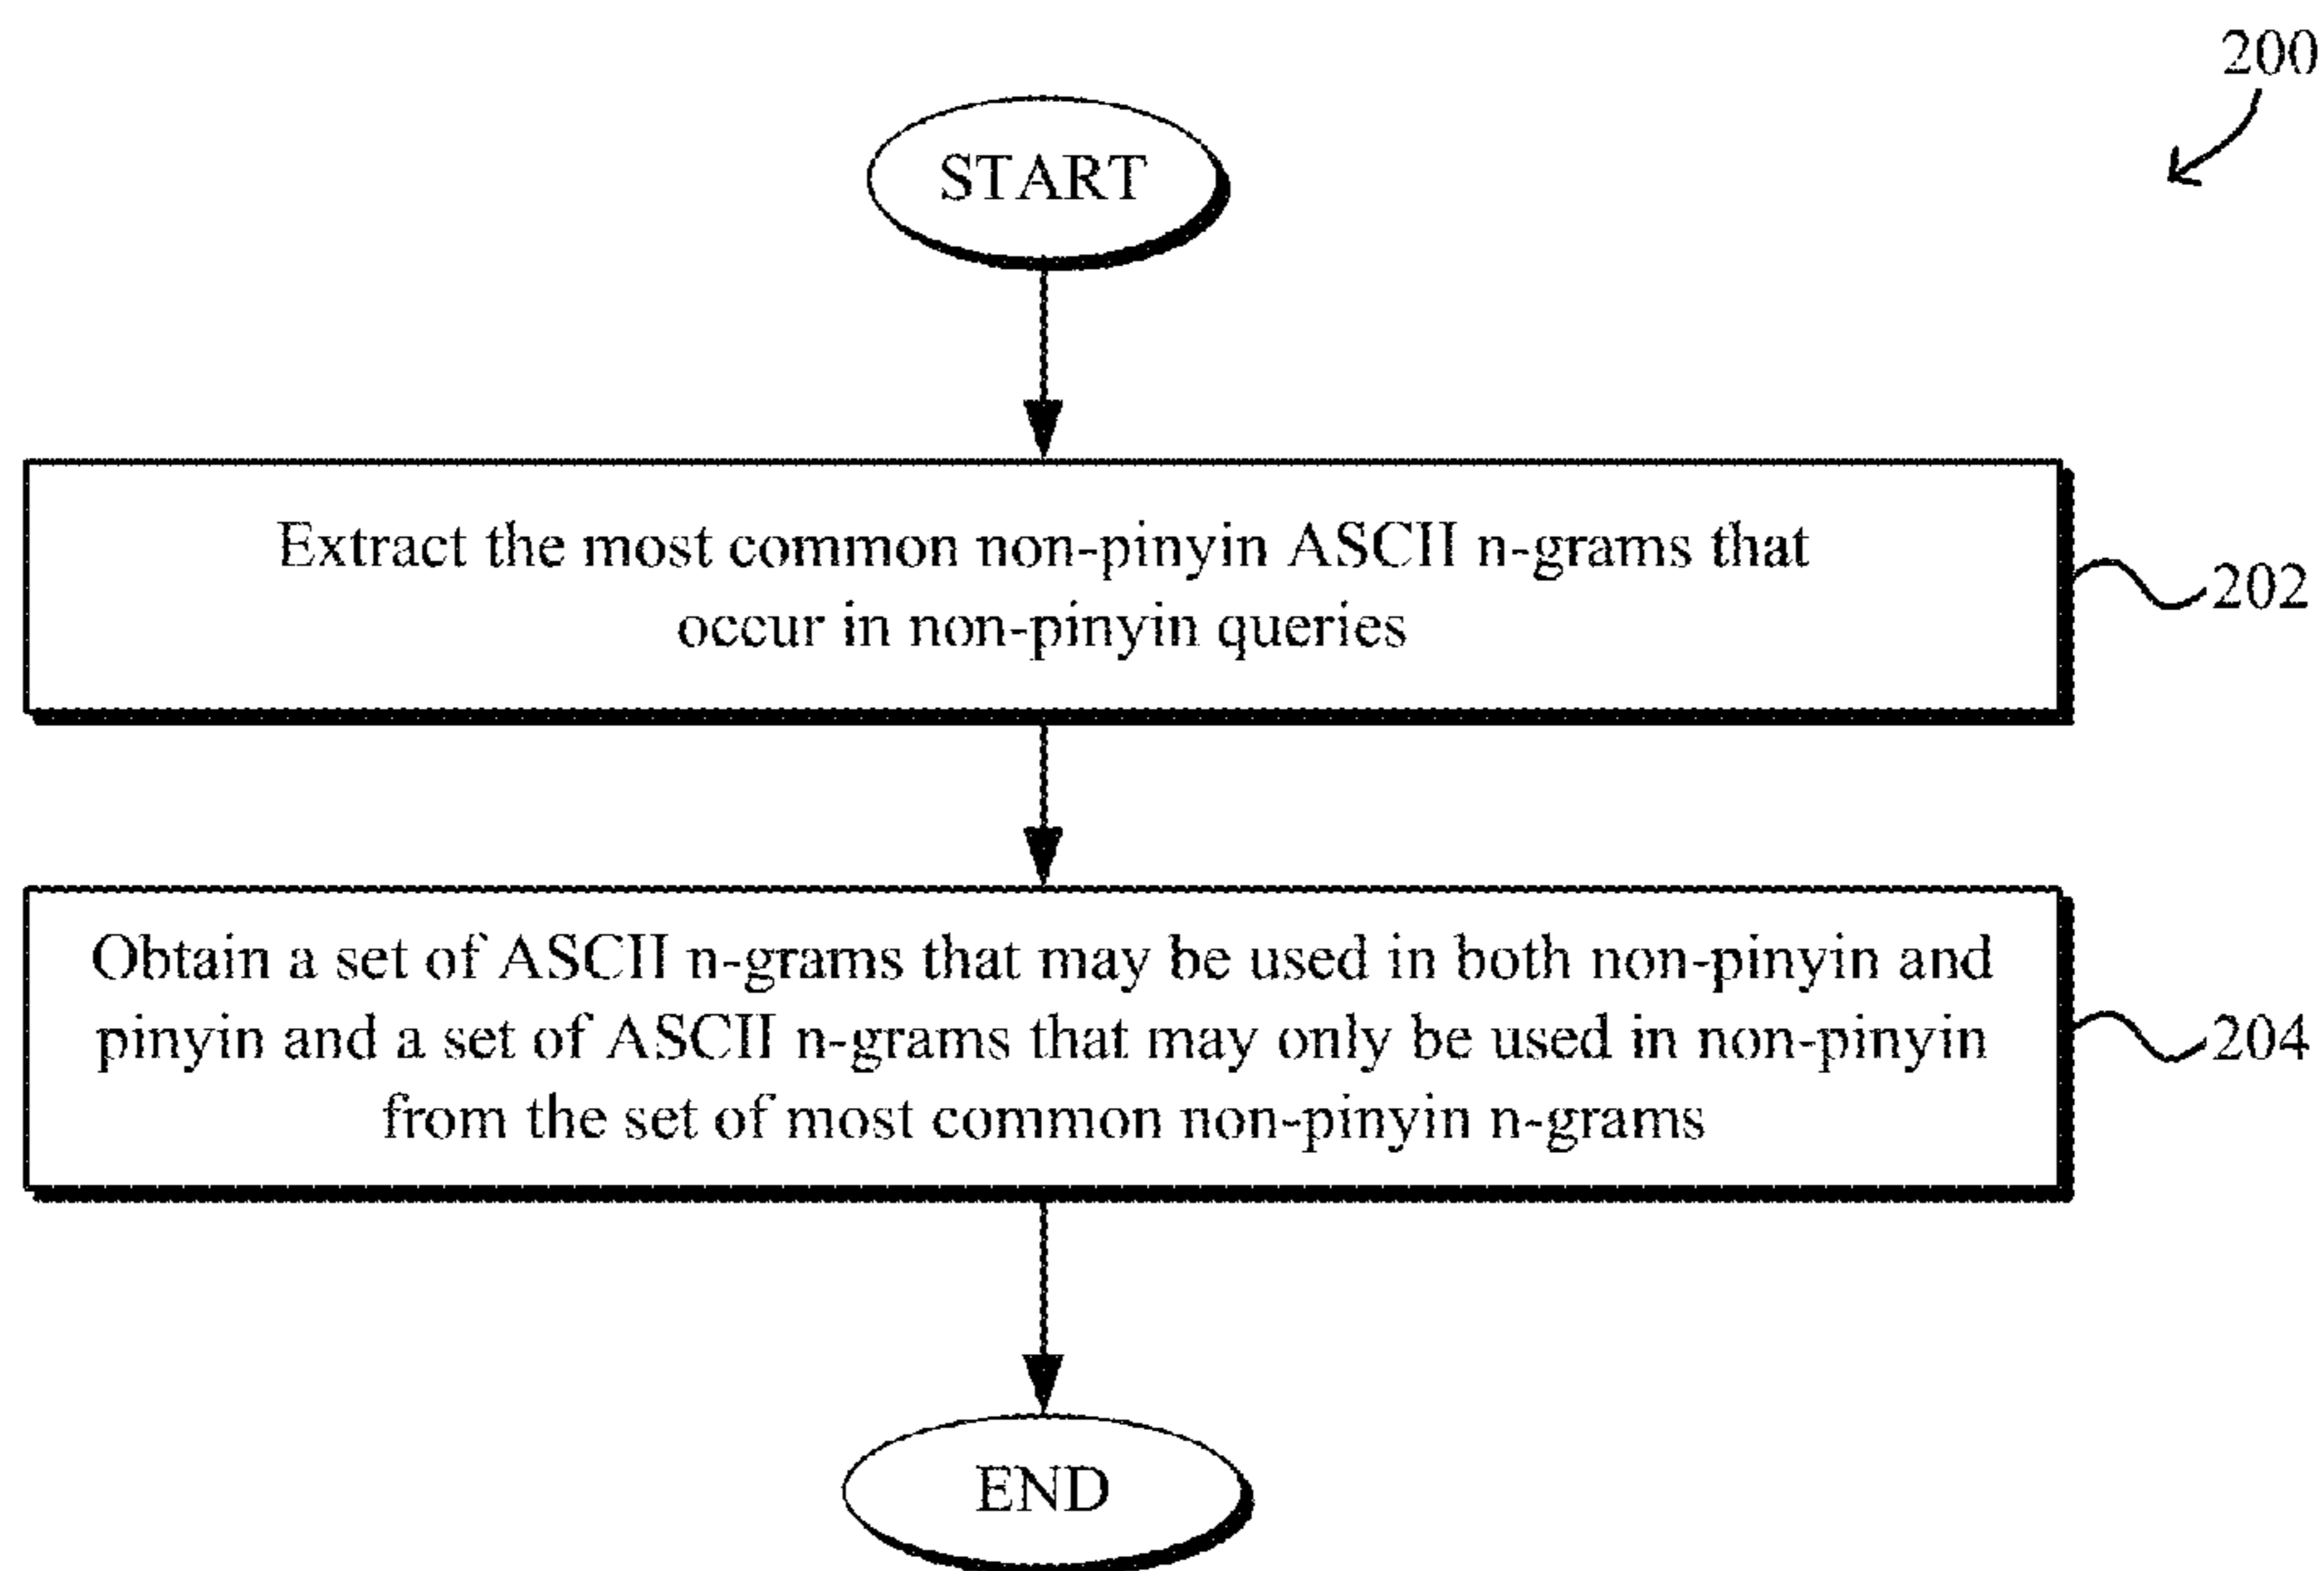 200
START
Extract the most common non-pinyin ASCII n-grams that
occur in non-pinyin queries
202
Obtain a set of ASCII n-grams that may be used in both non-pinyin and
pinyin and a set of ASCII n-grams that may only be used in non-pinyin
from the set of most common non-pinyin n-grams
204
END